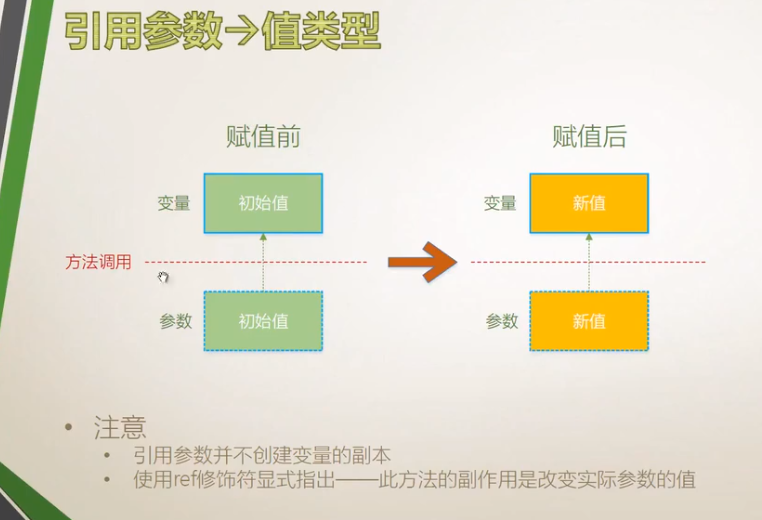 引用参数→值类型
赋值前
赋值后
变量
初始值
变量
新值
方法调用
参数
初始值
参数
新值
• 注意
• 引用参数并不创建变量的副本
• 使用ref修饰符显式指出——此方法的副作用是改变实际参数的值